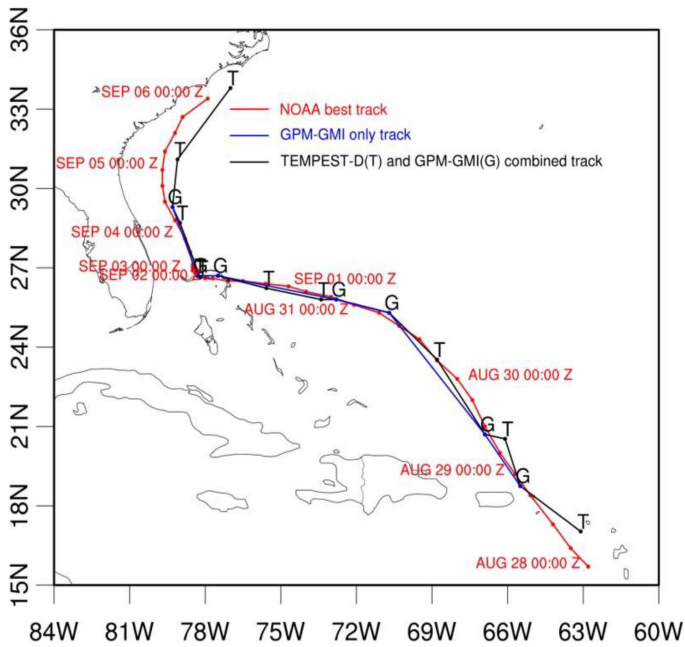 36N
33N
30N
27N
24N
21N
18N
15N
T
SEP 06 00:00 Z
NOAA best track
GPM-GMI only track
TEMPEST-D(T) and GPM-GMI(G) combined track
T
SEP 05 00:00 Z
G
T
SEP 04 00:00 Z
SEP 03 00:00 Z
SEP 02 00:00
G
T
G
T
SEP 01 00:00 Z
T
G
AUG 31 00:00 Z
G
T
AUG 30 00:00 Z
G
T
AUG 29 00:00 Z
G
T
AUG 28 00:00 Z
84W 81W 78W 75W 72W 69W 66W 63W 60W